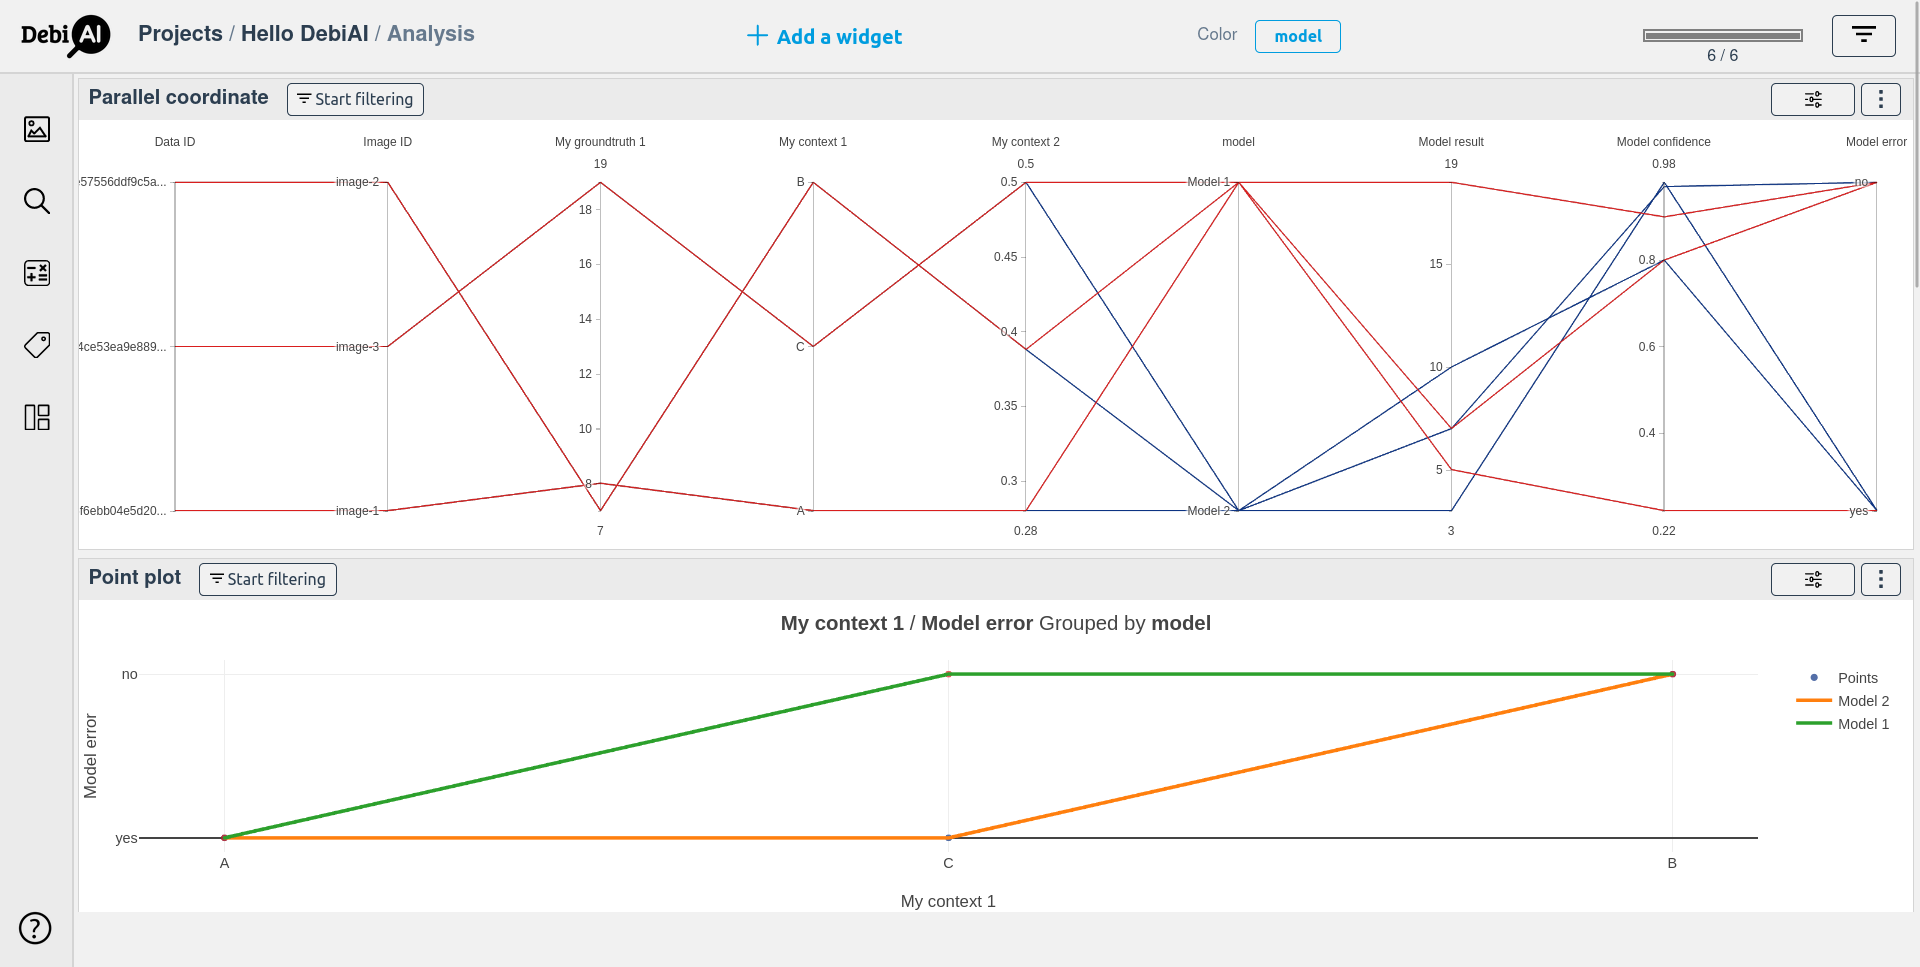 DebiAI
Projects / Hello DebiAI / Analysis
Add a widget
Color model
6 / 6
Parallel coordinate
Start filtering
Data ID
Image ID
My groundtruth 1
My context 1
My context 2
model
Model result
Model confidence
Model error
19
0.5
19
0.98
57556ddf9c5a...
image-2
B
0.5
Model 1
no
18
16
0.45
15
0.8
14
0.4
4ce53ea9e889...
image-3
C
0.6
12
10
0.35
10
0.4
8
0.3
5
f6ebb04e5d20...
image-1
A
Model 2
yes
7
0.28
3
0.22
Point plot
Start filtering
My context 1 / Model error Grouped by model
no
yes
Model error
A
C
B
My context 1
Points
Model 2
Model 1
?